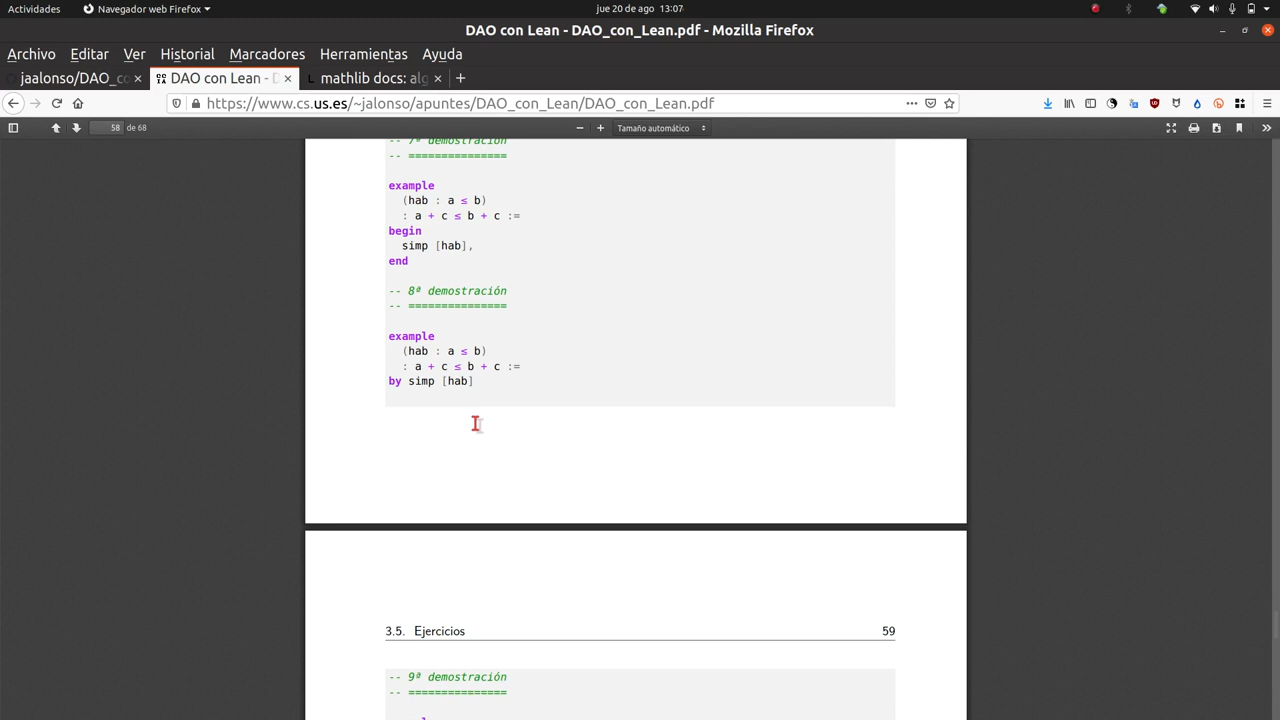 Actividades Navegador web Firefox jue 20 de ago 13:07
DAO con Lean - DAO_con_Lean.pdf - Mozilla Firefox
Archivo Editar Ver Historial Marcadores Herramientas Ayuda
jaalonso/DAO_co DAO con Lean - D mathlib docs: alg
https://www.cs.us.es/~jalonso/apuntes/DAO_con_Lean/DAO_con_Lean.pdf
58 de 68 Tamaño automático
-- 7ª demostración
-- ===============
example
(hab : a ≤ b)
: a + c ≤ b + c :=
begin
simp [hab],
end
-- 8ª demostración
-- ===============
example
(hab : a ≤ b)
: a + c ≤ b + c :=
by simp [hab]
3.5. Ejercicios 59
-- 9ª demostración
-- ===============